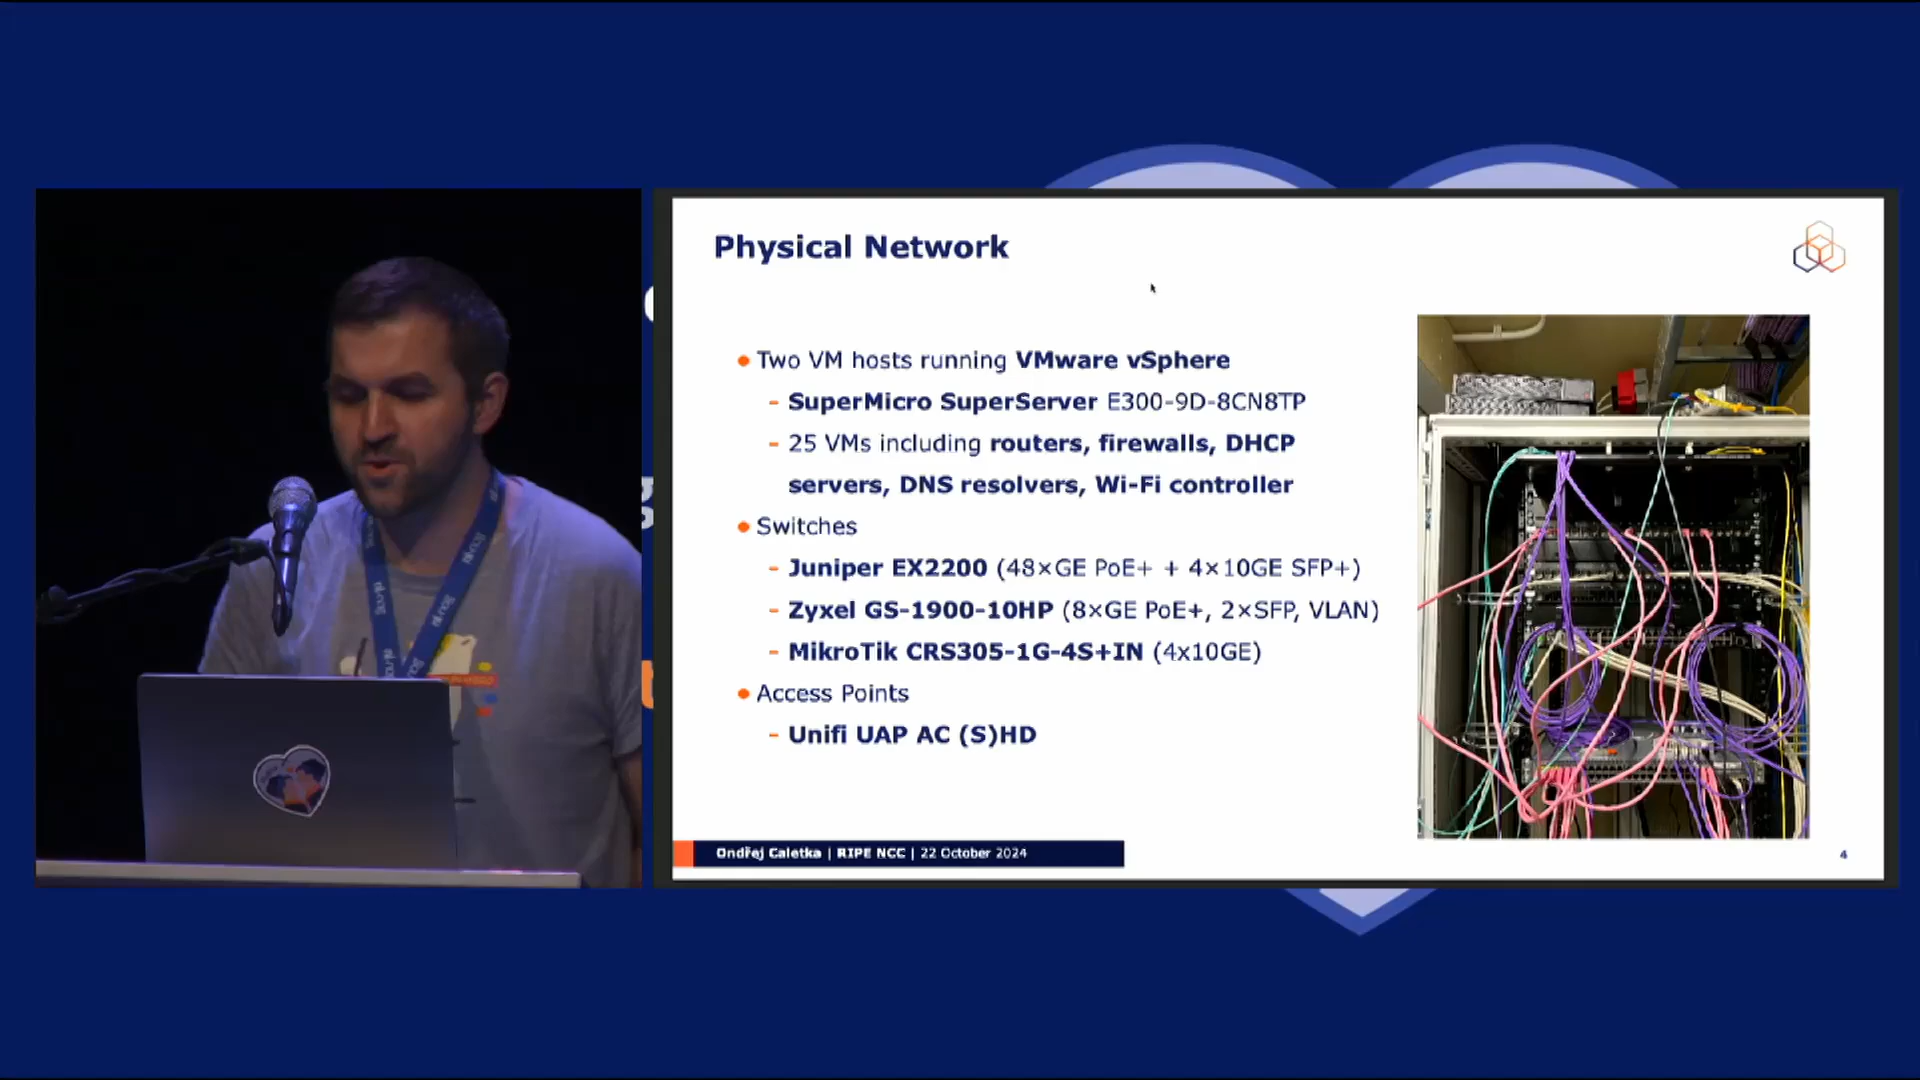 Physical Network
• Two VM hosts running VMware vSphere
- SuperMicro SuperServer E300-9D-8CN8TP
- 25 VMs including routers, firewalls, DHCP
servers, DNS resolvers, Wi-Fi controller
• Switches
- Juniper EX2200 (48×GE PoE+ + 4×10GE SFP+)
- Zyxel GS-1900-10HP (8×GE PoE+, 2×SFP, VLAN)
- MikroTik CRS305-1G-4S+IN (4x10GE)
• Access Points
- Unifi UAP AC (S)HD
Ondřej Caletka | RIPE NCC | 22 October 2024
4